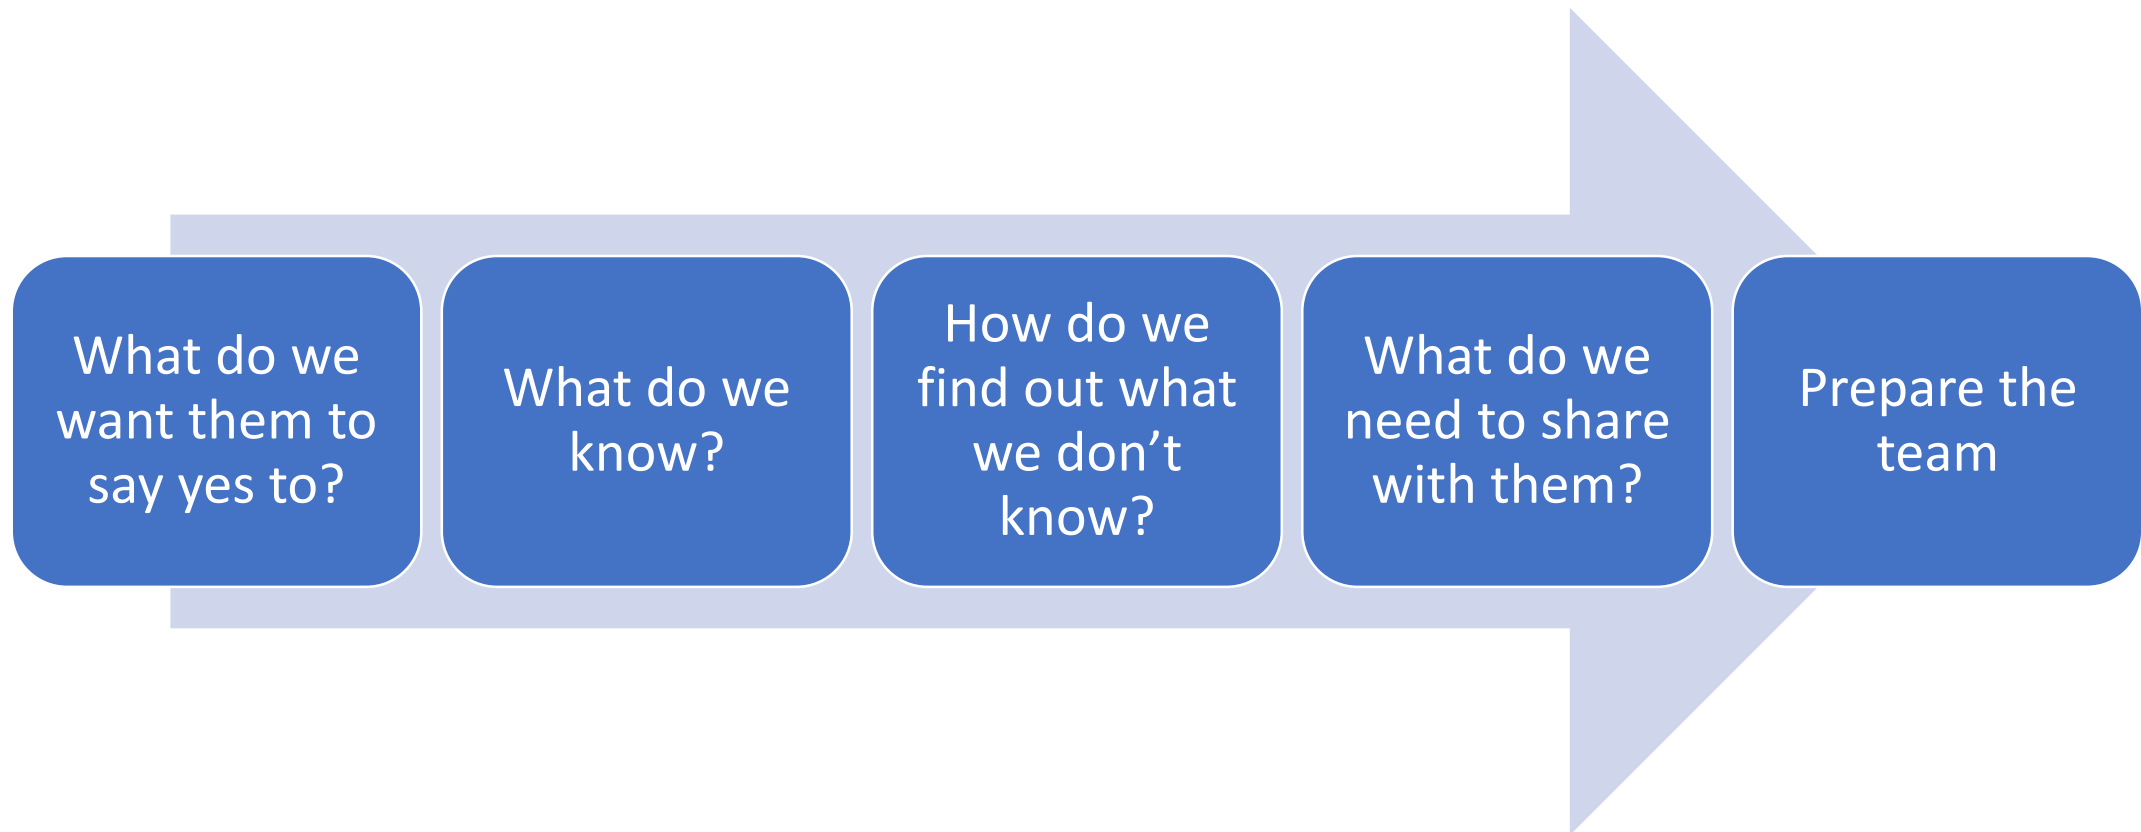 What do we
want them to
say yes to?
What do we
know?
How do we
find out what
we don’t
know?
What do we
need to share
with them?
Prepare the
team